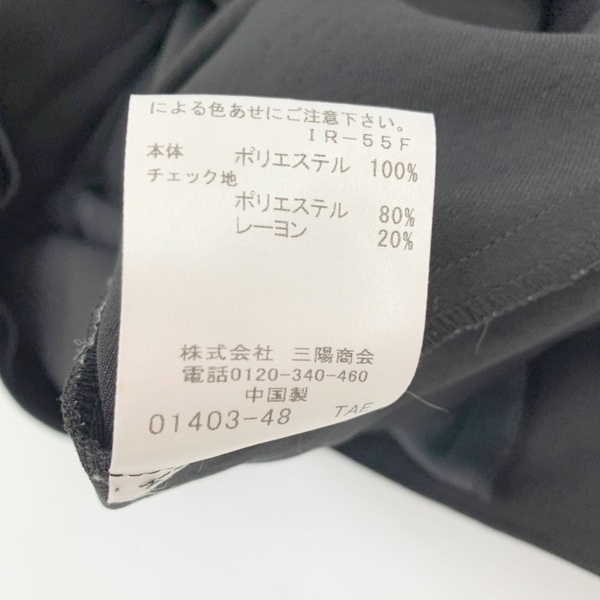 による色あせにご注意下さい。
IR-55F
本体 ポリエステル 100%
チェック地
ポリエステル 80%
レーヨン 20%
株式会社 三陽商会
電話0120-340-460
中国製
01403-48 TAF